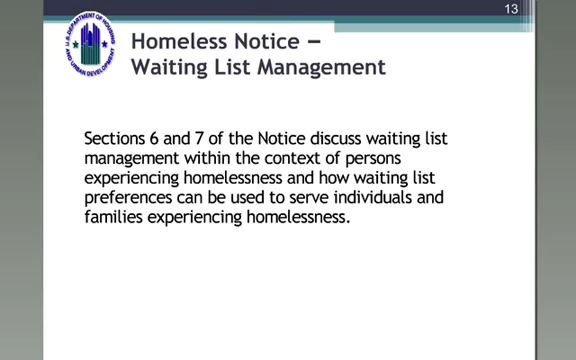 13
U.S. DEPARTMENT OF HOUSING
AND URBAN DEVELOPMENT
Homeless Notice –
Waiting List Management
Sections 6 and 7 of the Notice discuss waiting list
management within the context of persons
experiencing homelessness and how waiting list
preferences can be used to serve individuals and
families experiencing homelessness.